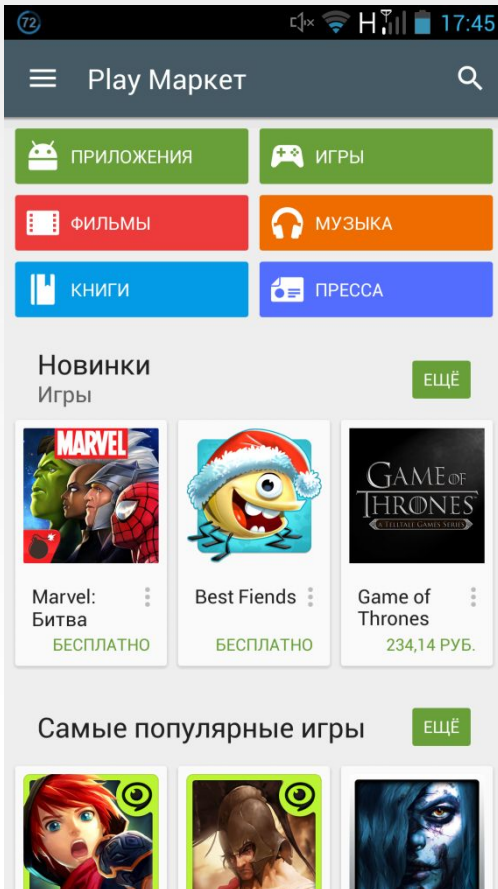 72 H 17:45
Play Маркет
ПРИЛОЖЕНИЯ ИГРЫ
ФИЛЬМЫ МУЗЫКА
КНИГИ ПРЕССА
Новинки
ЕЩЁ
Игры
MARVEL
GAME OF
THRONES
A TELLTALE GAMES SERIES
Marvel:
Битва
БЕСПЛАТНО
Best Fiends
БЕСПЛАТНО
Game of
Thrones
234,14 РУБ.
Самые популярные игры ЕЩЁ